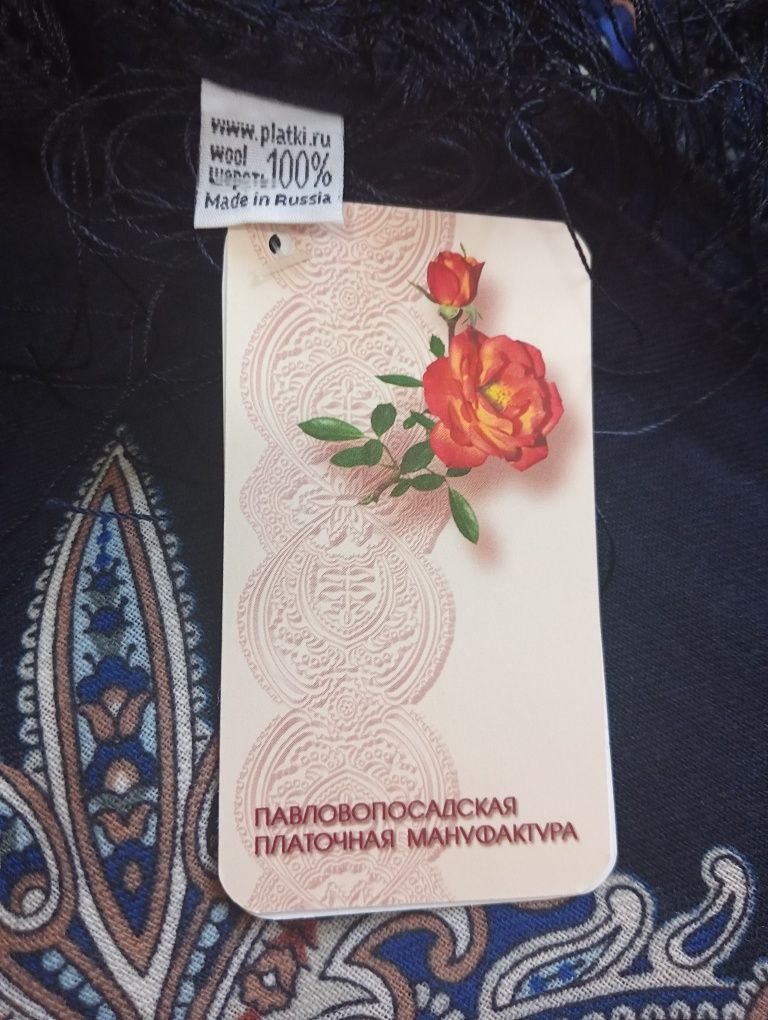 www.platki.ru
wool
шерсть 100%
Made in Russia
ПАВЛОВОПОСАДСКАЯ
ПЛАТОЧНАЯ МАНУФАКТУРА